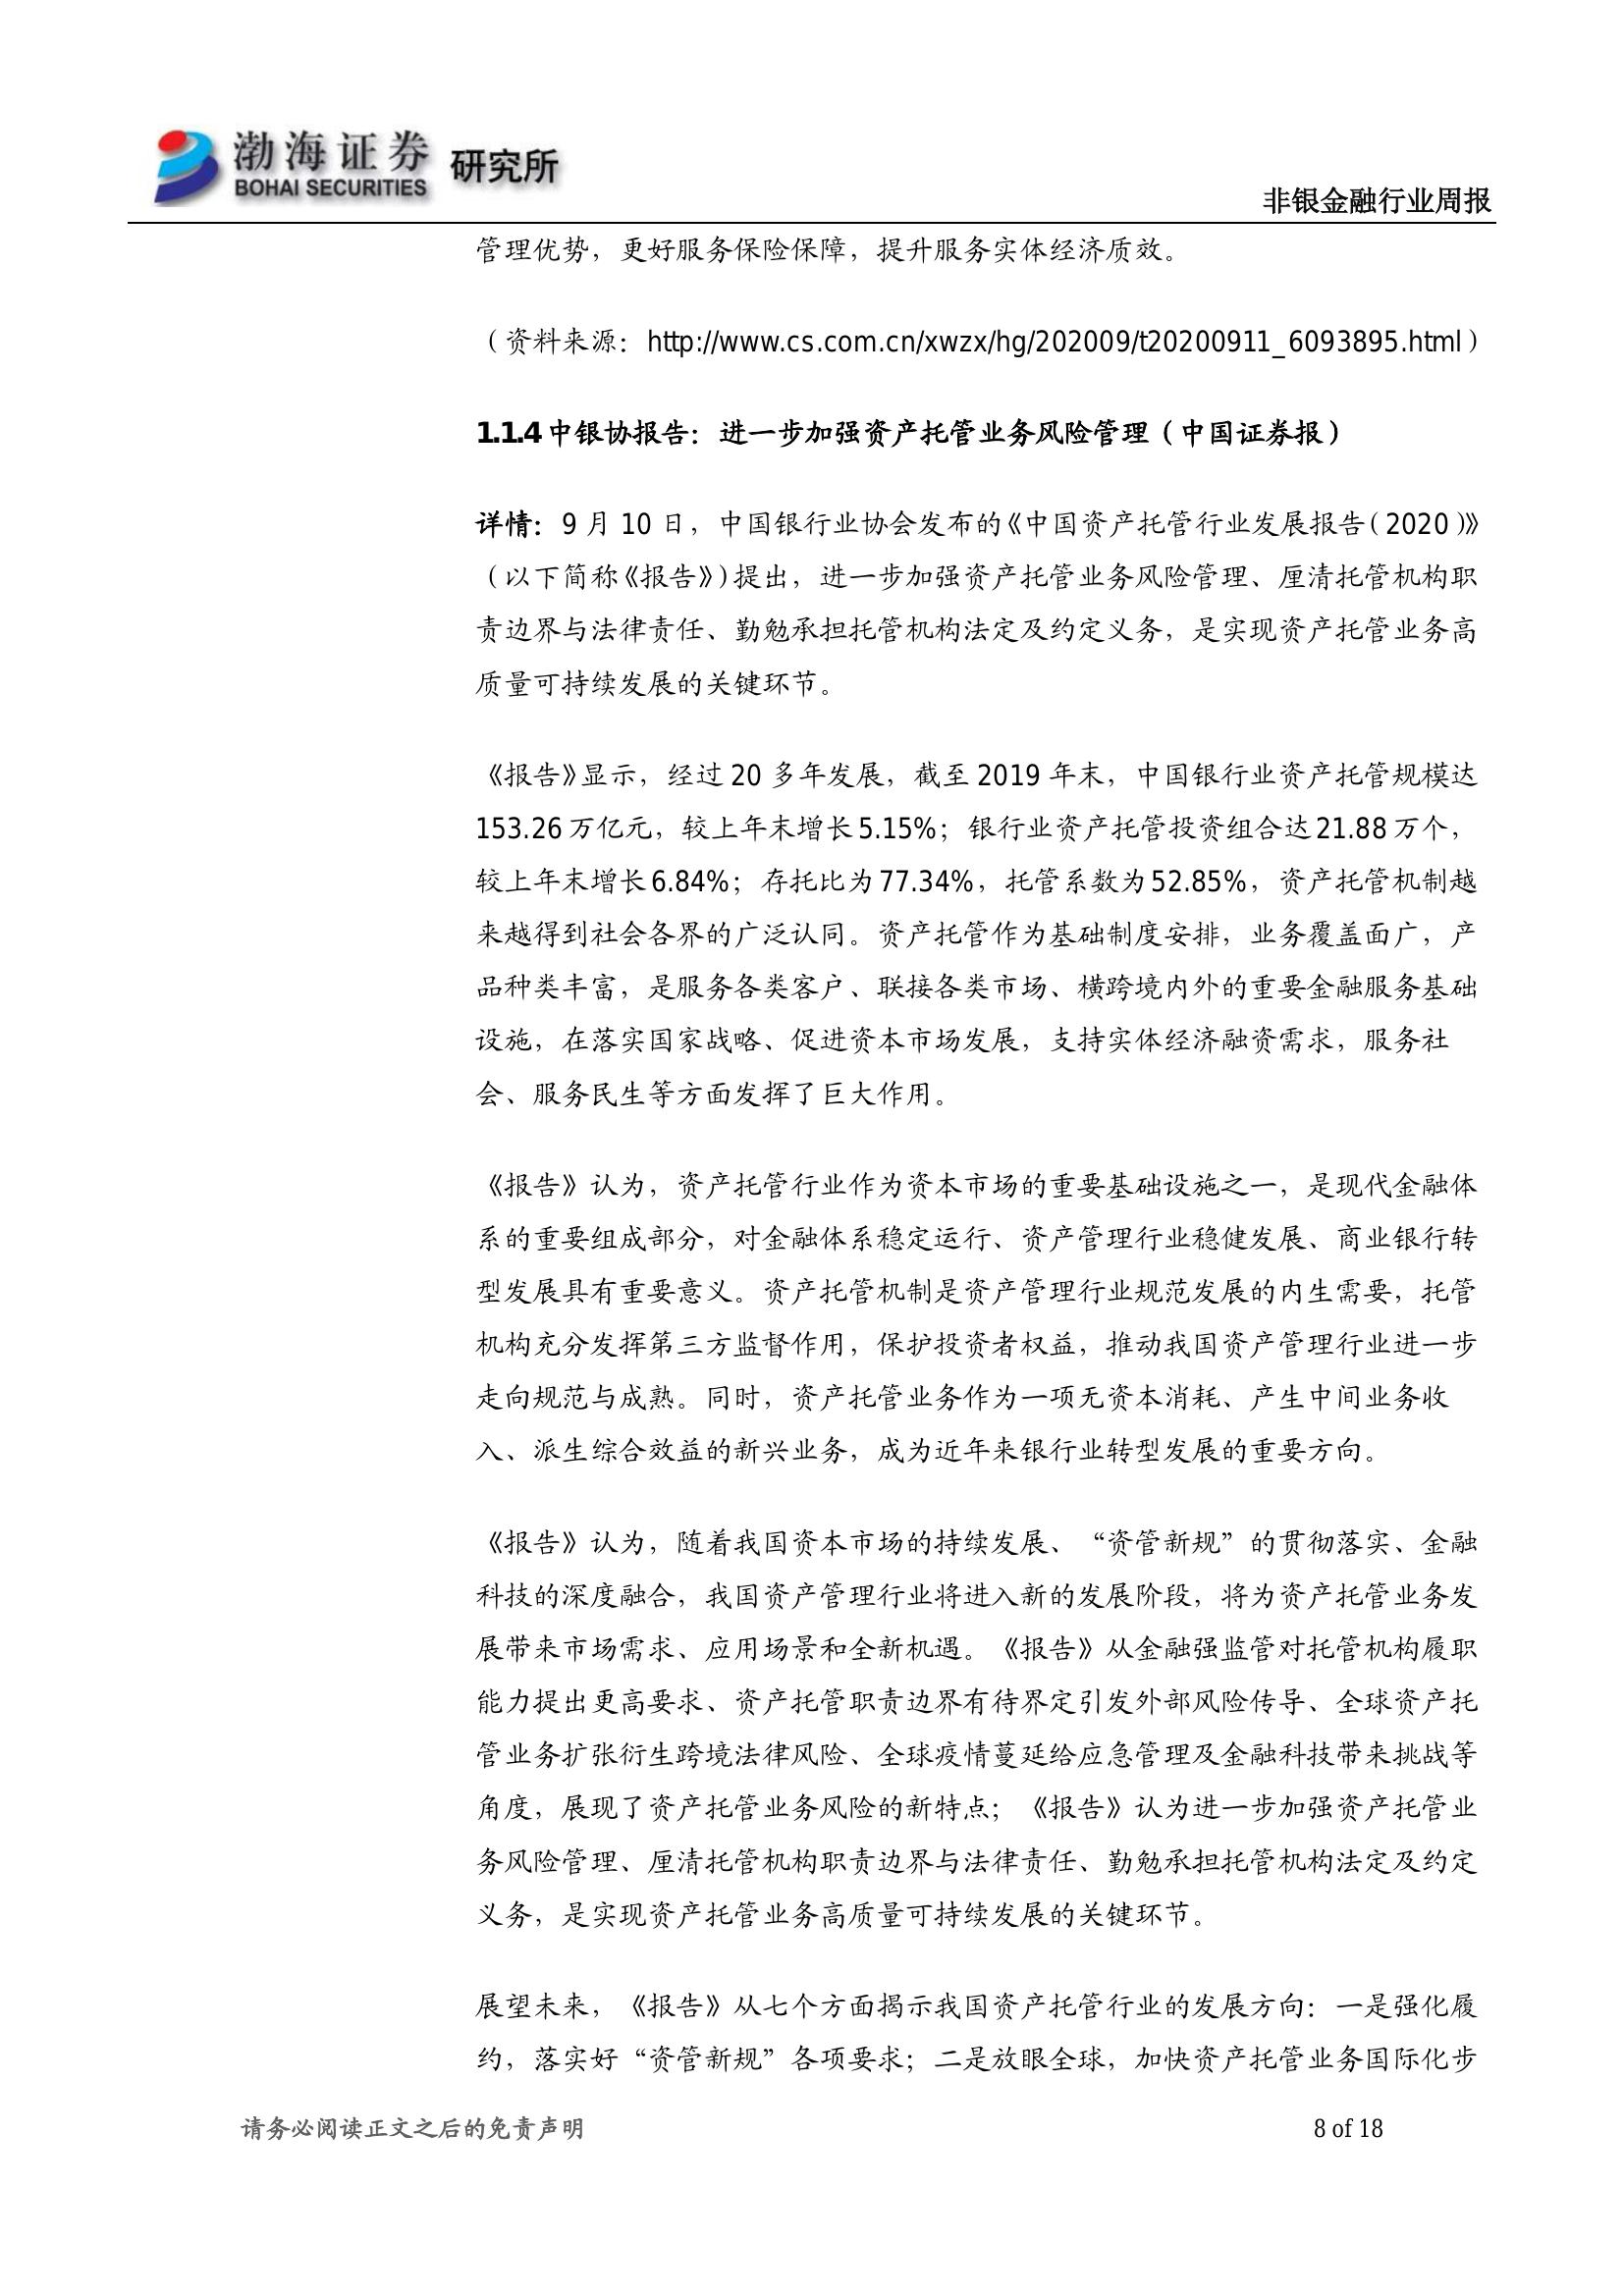 渤海证券
BOHAI SECURITIES
研究所
非银金融行业周报
管理优势，更好服务保险保障，提升服务实体经济质效。
（资料来源：http://www.cs.com.cn/xwzx/hg/202009/t20200911_6093895.html）
1.1.4 中银协报告：进一步加强资产托管业务风险管理（中国证券报）
详情：9 月 10 日，中国银行业协会发布的《中国资产托管行业发展报告（2020）》
（以下简称《报告》）提出，进一步加强资产托管业务风险管理、厘清托管机构职
责边界与法律责任、勤勉承担托管机构法定及约定义务，是实现资产托管业务高
质量可持续发展的关键环节。
《报告》显示，经过 20 多年发展，截至 2019 年末，中国银行业资产托管规模达
153.26 万亿元，较上年末增长 5.15%；银行业资产托管投资组合达 21.88 万个，
较上年末增长 6.84%；存托比为 77.34%，托管系数为 52.85%，资产托管机制越
来越得到社会各界的广泛认同。资产托管作为基础制度安排，业务覆盖面广，产
品种类丰富，是服务各类客户、联接各类市场、横跨境内外的重要金融服务基础
设施，在落实国家战略、促进资本市场发展，支持实体经济融资需求，服务社
会、服务民生等方面发挥了巨大作用。
《报告》认为，资产托管行业作为资本市场的重要基础设施之一，是现代金融体
系的重要组成部分，对金融体系稳定运行、资产管理行业稳健发展、商业银行转
型发展具有重要意义。资产托管机制是资产管理行业规范发展的内生需要，托管
机构充分发挥第三方监督作用，保护投资者权益，推动我国资产管理行业进一步
走向规范与成熟。同时，资产托管业务作为一项无资本消耗、产生中间业务收
入、派生综合效益的新兴业务，成为近年来银行业转型发展的重要方向。
《报告》认为，随着我国资本市场的持续发展、“资管新规”的贯彻落实、金融
科技的深度融合，我国资产管理行业将进入新的发展阶段，将为资产托管业务发
展带来市场需求、应用场景和全新机遇。《报告》从金融强监管对托管机构履职
能力提出更高要求、资产托管职责边界有待界定引发外部风险传导、全球资产托
管业务扩张衍生跨境法律风险、全球疫情蔓延给应急管理及金融科技带来挑战等
角度，展现了资产托管业务风险的新特点；《报告》认为进一步加强资产托管业
务风险管理、厘清托管机构职责边界与法律责任、勤勉承担托管机构法定及约定
义务，是实现资产托管业务高质量可持续发展的关键环节。
展望未来，《报告》从七个方面揭示我国资产托管行业的发展方向：一是强化履
约，落实好“资管新规”各项要求；二是放眼全球，加快资产托管业务国际化步
请务必阅读正文之后的免责声明
8 of 18